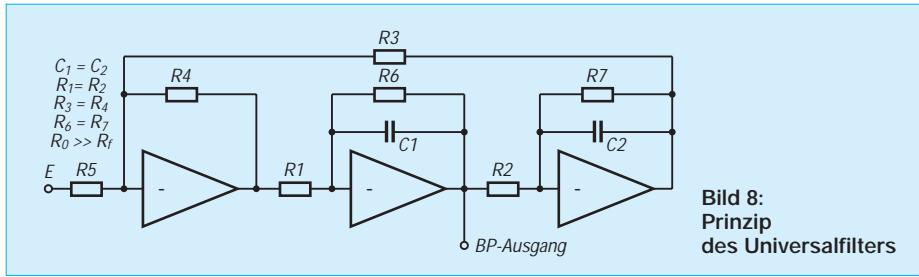 R3
C1 = C2
R1= R2
R3 = R4
R6 = R7
R0 >> Rf
R4
R6
R7
C1
C2
E
R5
-
R1
-
R2
-
BP-Ausgang
Bild 8:
Prinzip
des Universalfilters